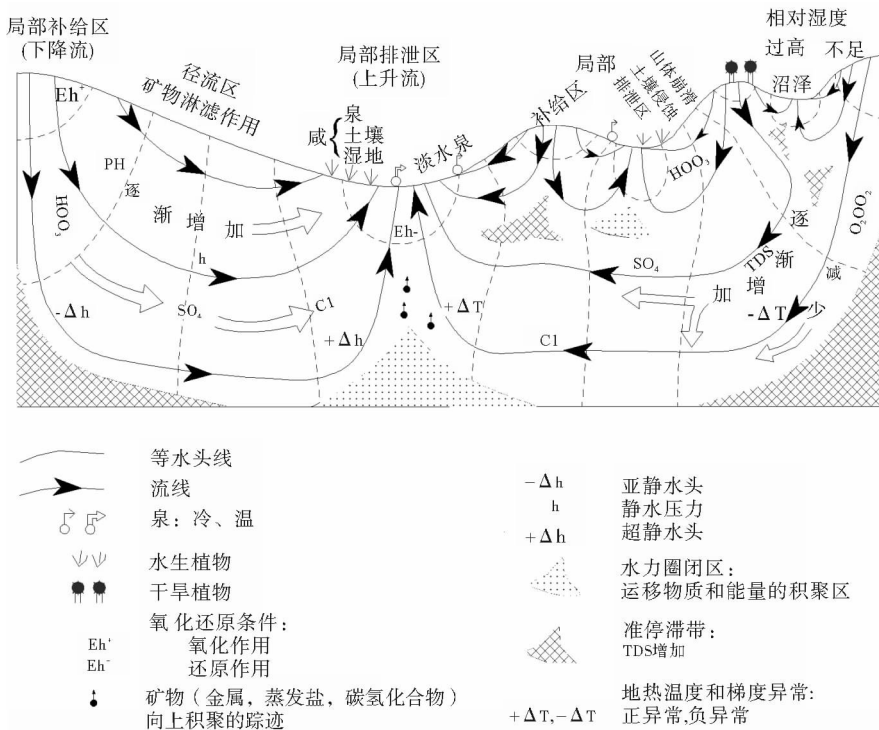 局部补给区
(下降流)
径流区
矿物淋滤作用
局部排泄区
(上升流)
咸
泉
土壤
湿地
淡水泉
补给区
局部
山体崩滑
土壤侵蚀
排泄区
相对湿度
过高 不足
沼泽
Eh⁺
PH
逐
渐
增
加
h
HOO₃
-Δh
SO₄
C1
+Δh
Eh-
+ΔT
HOO₃
SO₄
C1
TDS
逐
渐
增
加
-ΔT
O₂OO₂
减
少
等水头线
流线
泉：冷、温
水生植物
干旱植物
氧化还原条件：
Eh⁺ 氧化作用
Eh⁻ 还原作用
矿物（金属，蒸发盐，碳氢化合物）
向上积聚的踪迹
-Δh 亚静水头
h 静水压力
+Δh 超静水头
水力圈闭区：
运移物质和能量的积聚区
准停滞带：
TDS增加
地热温度和梯度异常:
+ΔT,-ΔT 正异常,负异常